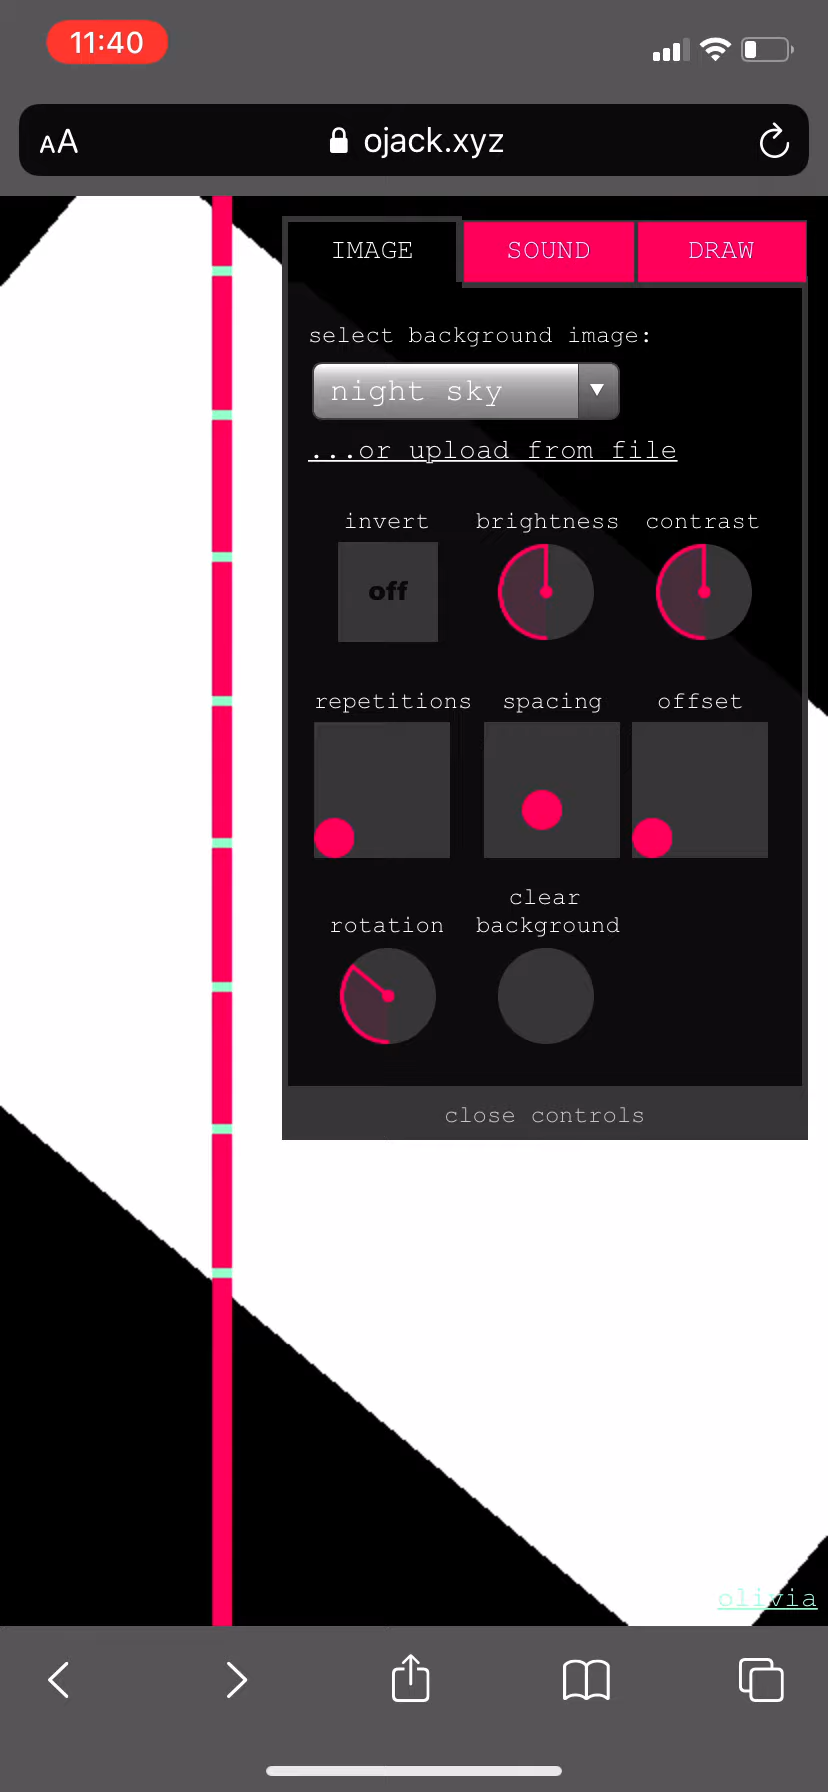 11:40
AA ojack.xyz
IMAGE SOUND DRAW
select background image:
night sky
...or upload from file
invert brightness contrast
off
repetitions spacing offset
rotation clear background
close controls
olivia